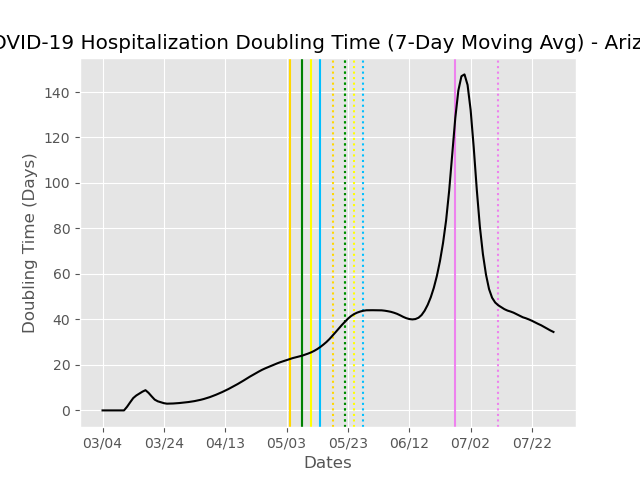 OVID-19 Hospitalization Doubling Time (7-Day Moving Avg) - Ariz
Doubling Time (Days)
140
120
100
80
60
40
20
0
03/04 03/24 04/13 05/03 05/23 06/12 07/02 07/22
Dates